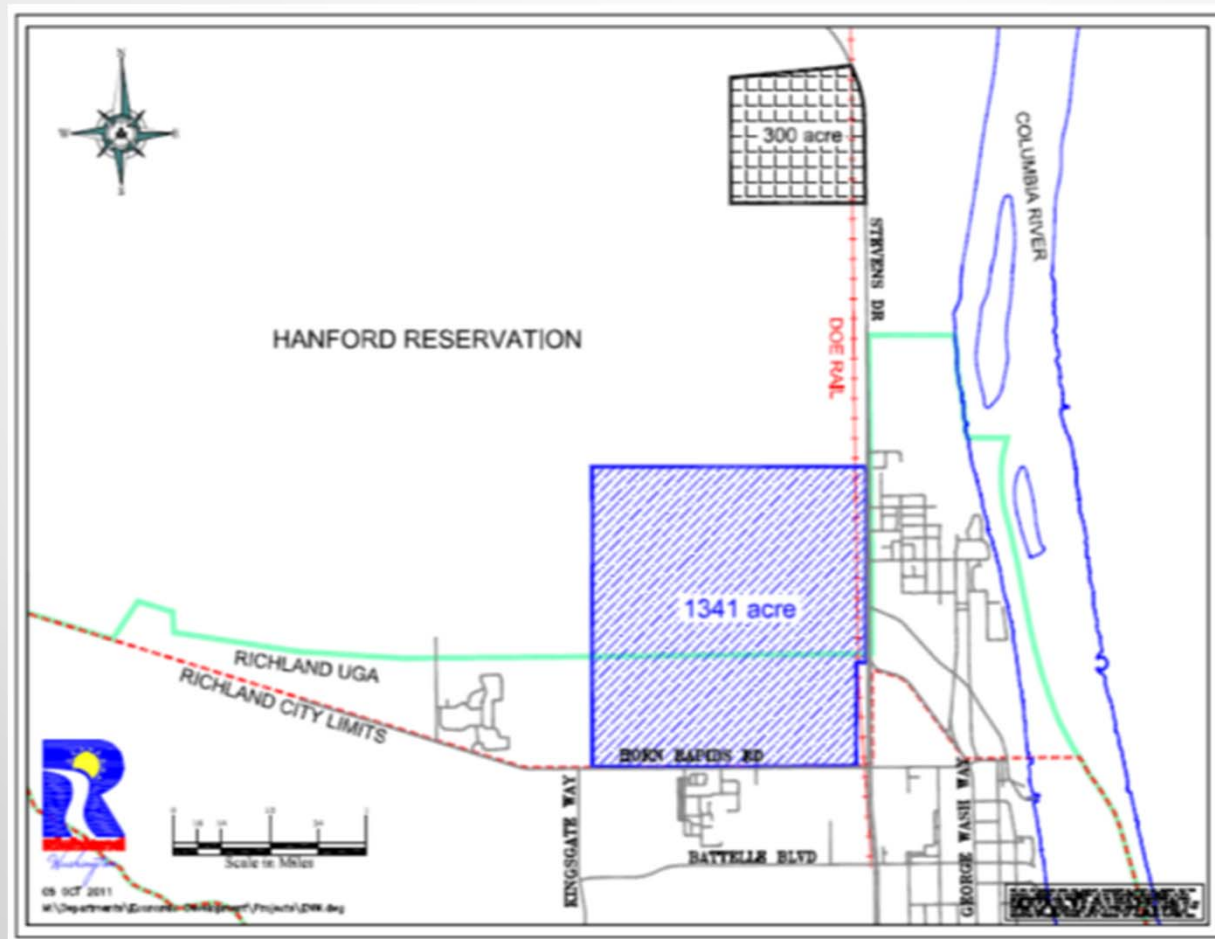 N
W
E
S
300 acre
COLUMBIA RIVER
STEVENS DR
HANFORD RESERVATION
DOE RAIL
1341 acre
RICHLAND UGA
RICHLAND CITY LIMITS
HORN RAPIDS RD
KINGSGATE WAY
GEORGE WASH WAY
BATTELLE BLVD
Scale in Miles
Washington
05 OCT 2011